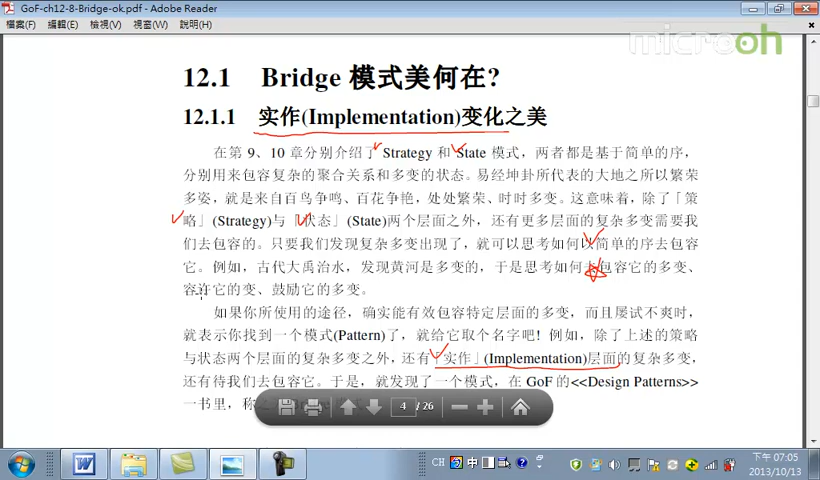 GoF-ch12-8-Bridge-ok.pdf - Adobe Reader
檔案(F) 編輯(E) 檢視(V) 視窗(W) 說明(H)
microoh
12.1 Bridge 模式美何在?
12.1.1 实作(Implementation)变化之美
在第 9、10 章分别介绍了 Strategy 和 State 模式，两者都是基于简单的序，
分别用来包容复杂的聚合关系和多变的状态。易经坤卦所代表的大地之所以繁荣
多姿，就是来自百鸟争鸣、百花争艳，处处繁荣、时时多变。这意味着，除了「策
略」(Strategy)与「状态」(State)两个层面之外，还有更多层面的复杂多变需要我
们去包容的。只要我们发现复杂多变出现了，就可以思考如何以简单的序去包容
它。例如，古代大禹治水，发现黄河是多变的，于是思考如何去包容它的多变、
容许它的变、鼓励它的多变。
如果你所使用的途径，确实能有效包容特定层面的多变，而且屡试不爽时，
就表示你找到一个模式(Pattern)了，就给它取个名字吧! 例如，除了上述的策略
与状态两个层面的复杂多变之外，还有「实作」(Implementation)层面的复杂多变，
还有待我们去包容它。于是，就发现了一个模式，在 GoF 的<<Design Patterns>>
一书里，称之
4 / 26
CH 中
下午 07:05
2013/10/13